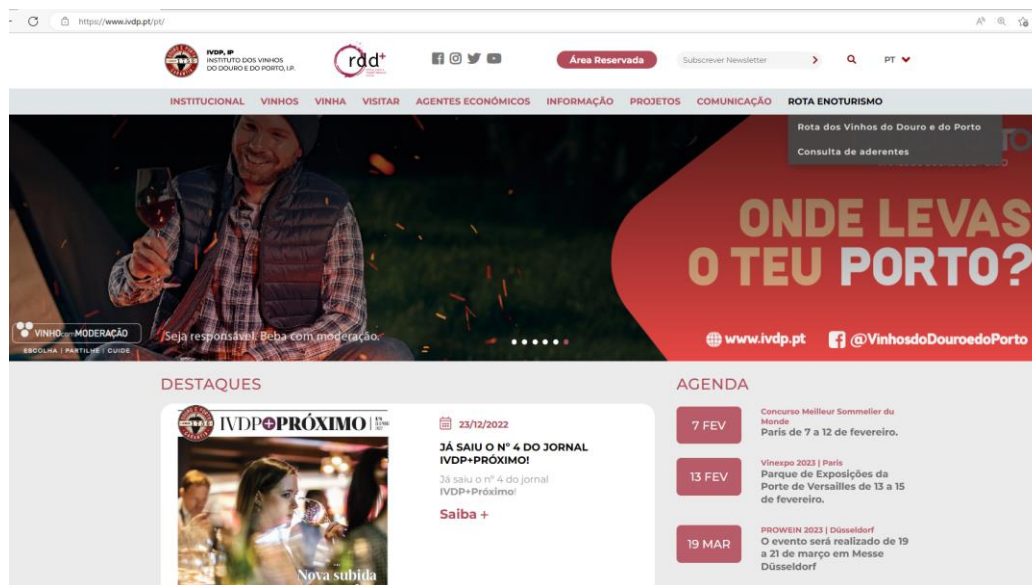 https://www.ivdp.pt/pt/
IVDP, IP
INSTITUTO DOS VINHOS
DO DOURO E DO PORTO, I.P.
rdd+
Área Reservada
Subscrever Newsletter
PT
INSTITUCIONAL VINHOS VINHA VISITAR AGENTES ECONÓMICOS INFORMAÇÃO PROJETOS COMUNICAÇÃO ROTA ENOTURISMO
Rota dos Vinhos do Douro e do Porto
Consulta de aderentes
ONDE LEVAS
O TEU PORTO?
VINHOcomMODERAÇÃO
ESCOLHA | PARTILHE | CUIDE
Seja responsável. Beba com moderação.
www.ivdp.pt
@VinhosdoDouroedoPorto
DESTAQUES
IVDP+PRÓXIMO
23/12/2022
JÁ SAIU O Nº 4 DO JORNAL
IVDP+PRÓXIMO!
Já saiu o nº 4 do jornal
IVDP+Próximo!
Saiba +
Nova subida
AGENDA
7 FEV
Concurso Meilleur Sommelier du
Monde
Paris de 7 a 12 de fevereiro.
13 FEV
Vinexpo 2023 | Paris
Parque de Exposições da
Porte de Versailles de 13 a 15
de fevereiro.
19 MAR
PROWEIN 2023 | Düsseldorf
O evento será realizado de 19
a 21 de março em Messe
Düsseldorf